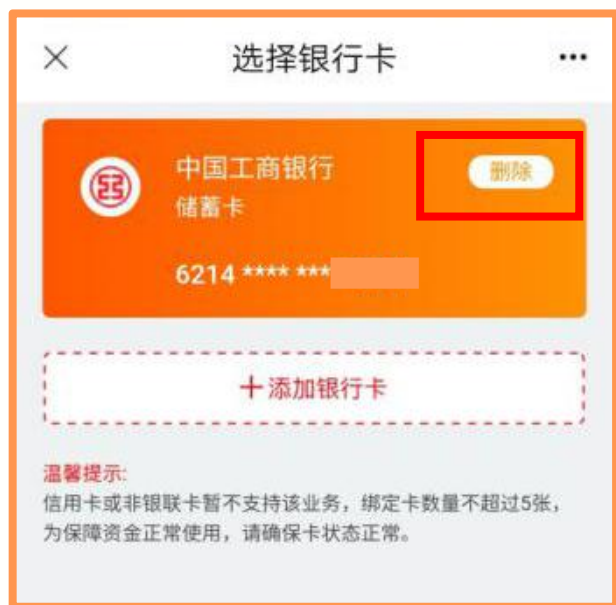 选择银行卡
中国工商银行
删除
储蓄卡
6214 **** ***
+添加银行卡
温馨提示:
信用卡或非银联卡暂不支持该业务，绑定卡数量不超过5张，
为保障资金正常使用，请确保卡状态正常。